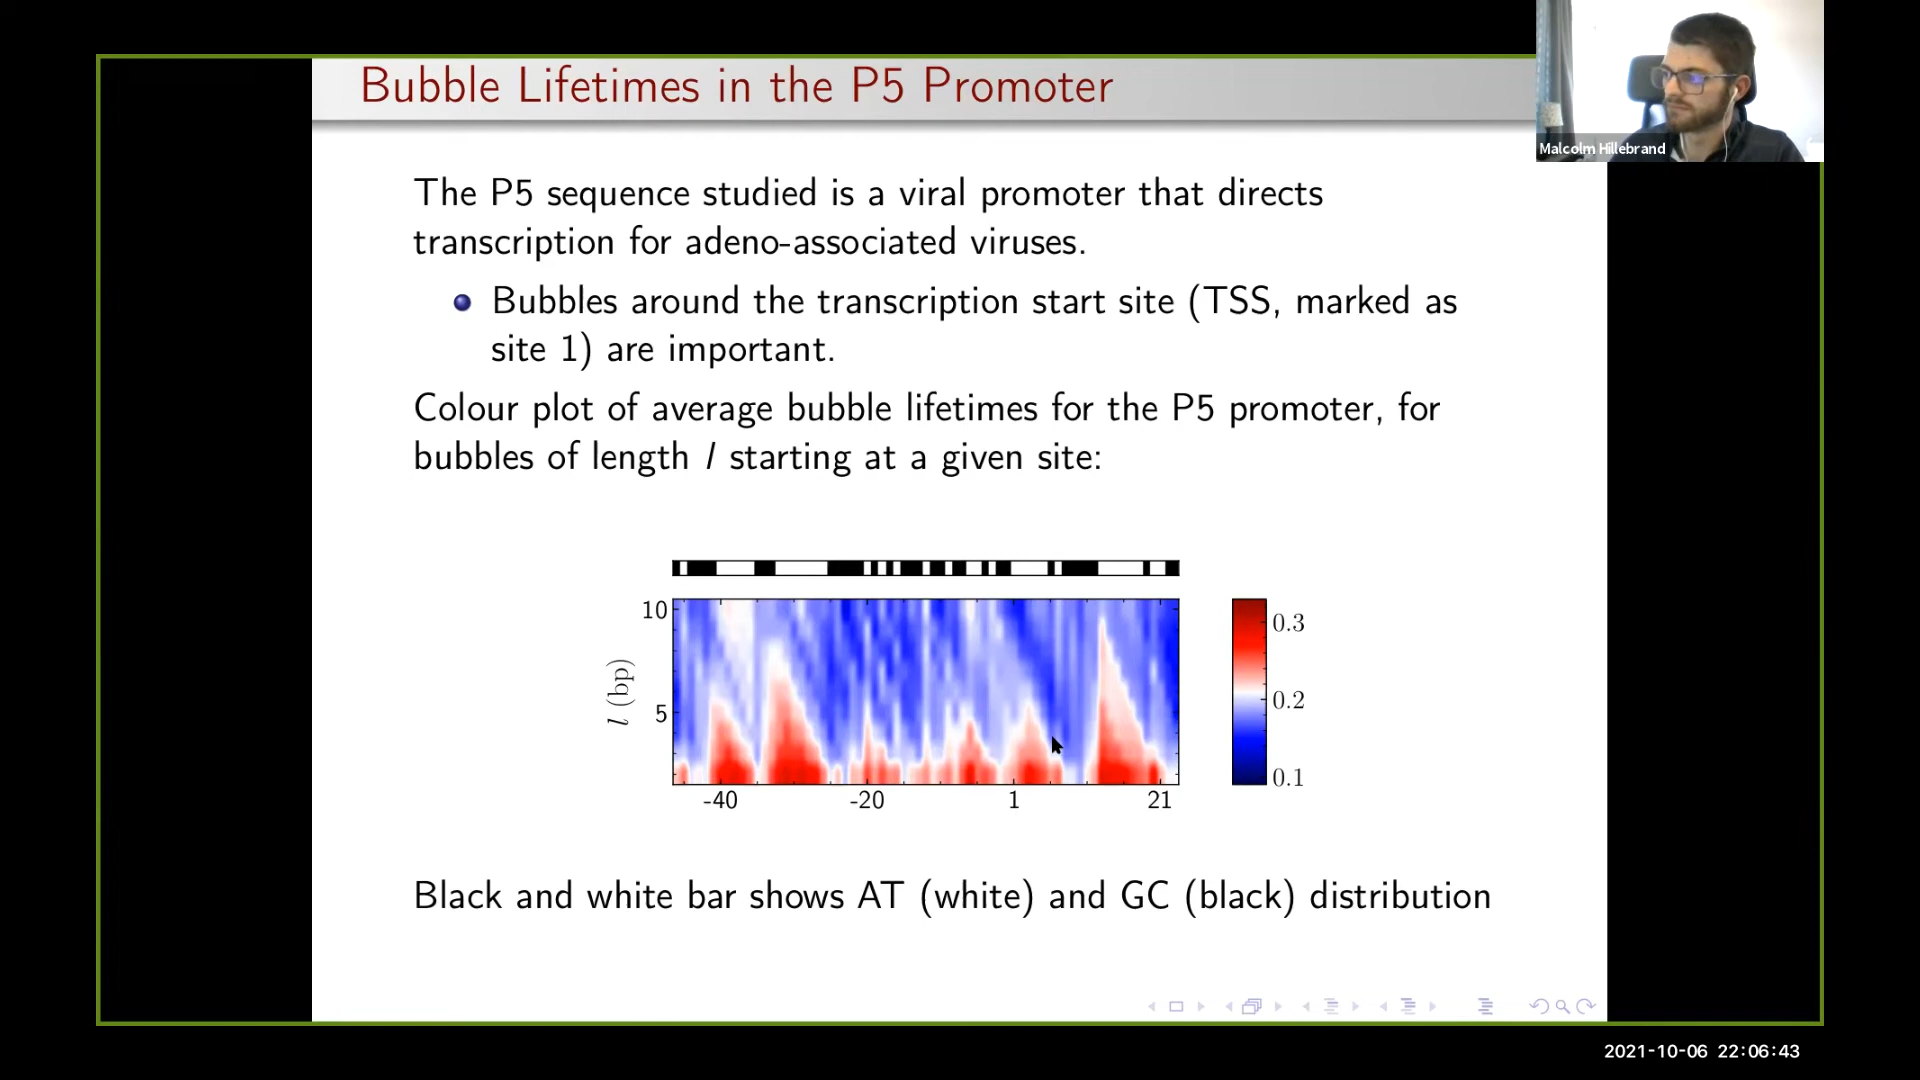 Bubble Lifetimes in the P5 Promoter
Malcolm Hillebrand
The P5 sequence studied is a viral promoter that directs
transcription for adeno-associated viruses.
Bubbles around the transcription start site (TSS, marked as
site 1) are important.
Colour plot of average bubble lifetimes for the P5 promoter, for
bubbles of length l starting at a given site:
10
5
l (bp)
-40 -20 1 21
0.3
0.2
0.1
Black and white bar shows AT (white) and GC (black) distribution
2021-10-06 22:06:43